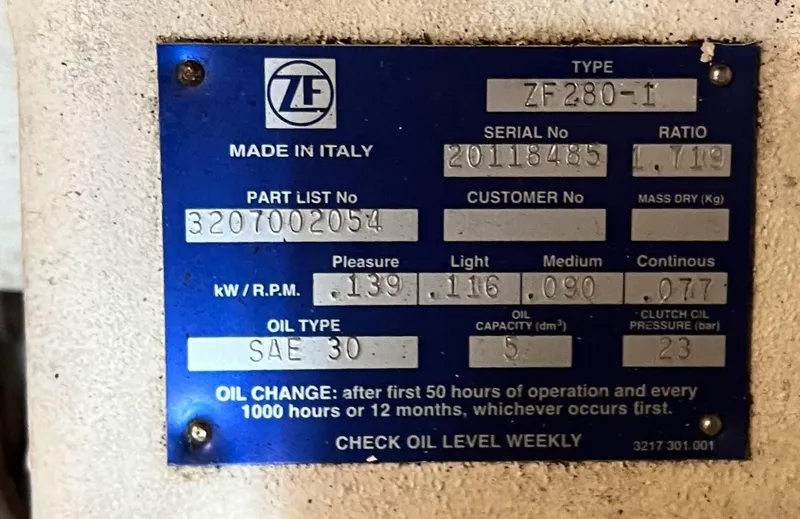 ZF
MADE IN ITALY
TYPE
ZF280-1
SERIAL No
20118485
RATIO
1.719
PART LIST No
3207002054
CUSTOMER No
MASS DRY (Kg)
Pleasure Light Medium Continous
kW / R.P.M. .139 .116 .090 .077
OIL TYPE
SAE 30
OIL
CAPACITY (dm³)
5
CLUTCH OIL
PRESSURE (bar)
23
OIL CHANGE: after first 50 hours of operation and every
1000 hours or 12 months, whichever occurs first.
CHECK OIL LEVEL WEEKLY
3217 301 001